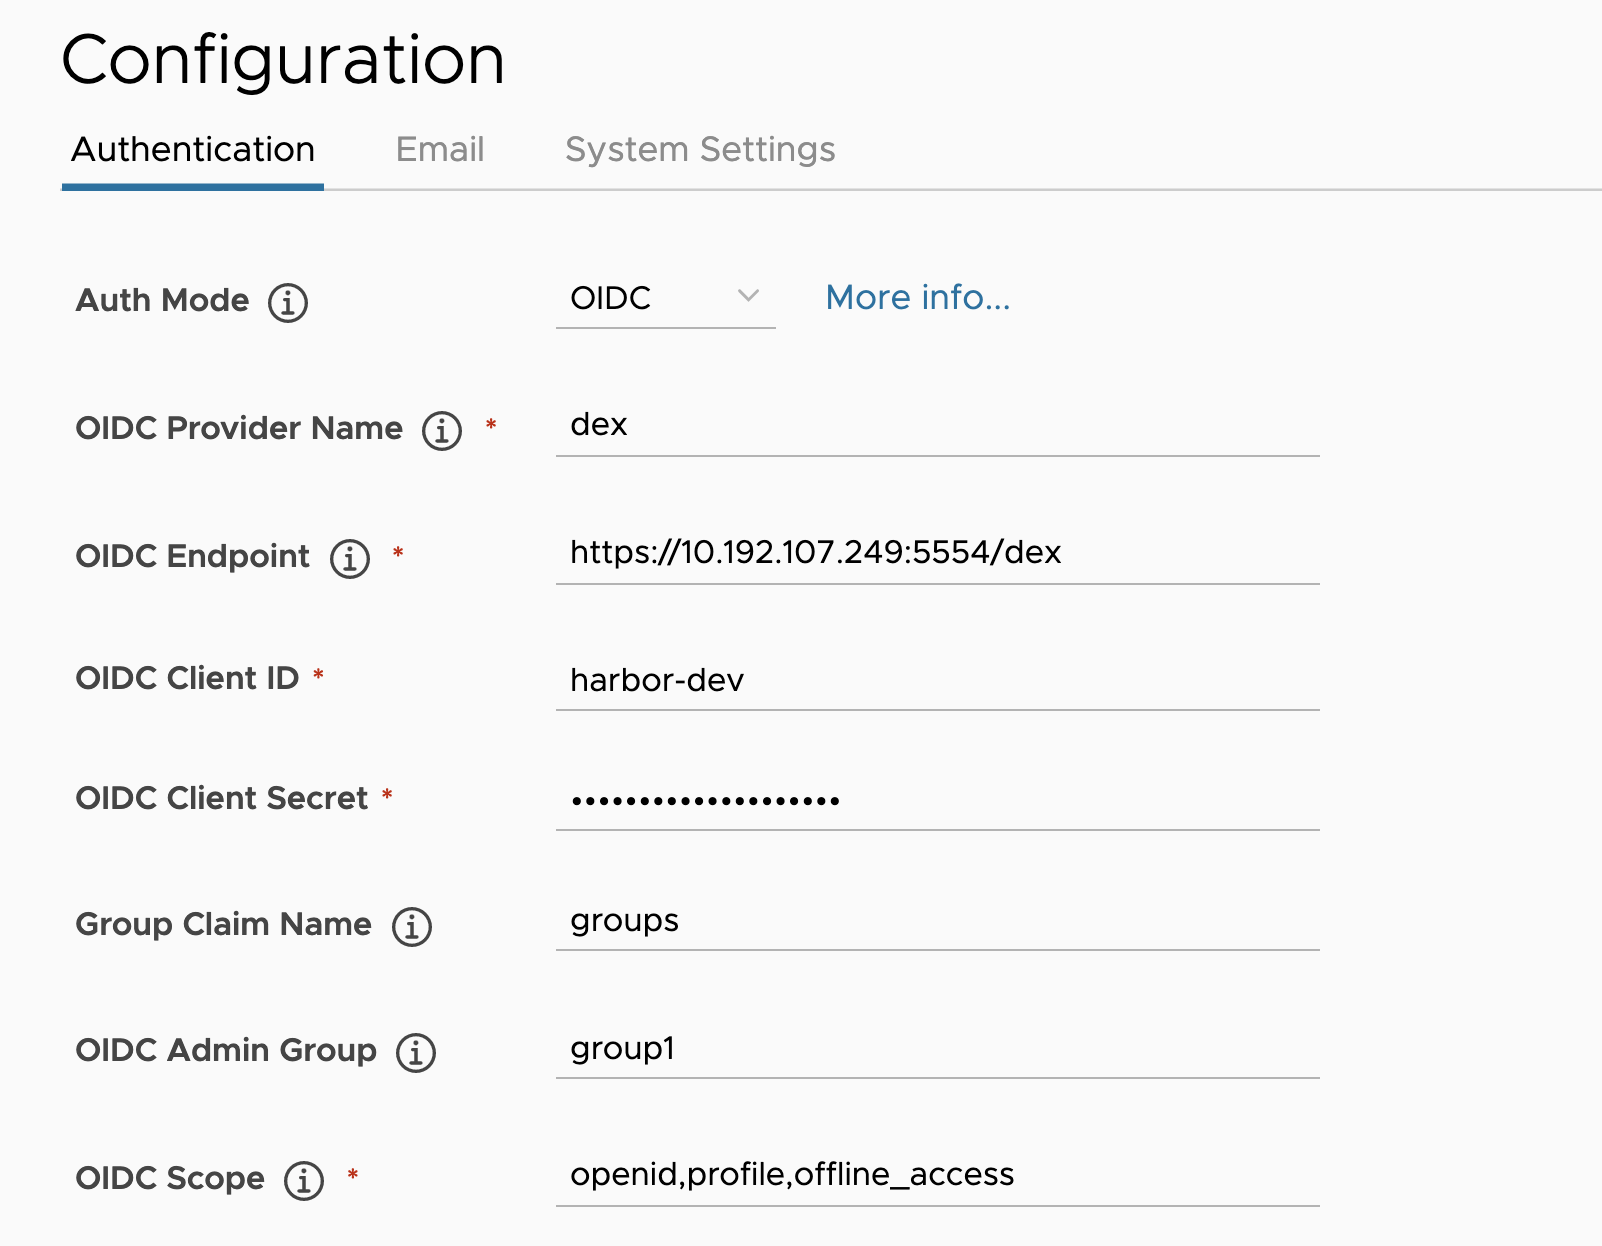 Configuration
Authentication Email System Settings
Auth Mode OIDC More info...
OIDC Provider Name * dex
OIDC Endpoint * https://10.192.107.249:5554/dex
OIDC Client ID * harbor-dev
OIDC Client Secret * ••••••••••••••••••••
Group Claim Name groups
OIDC Admin Group group1
OIDC Scope * openid,profile,offline_access